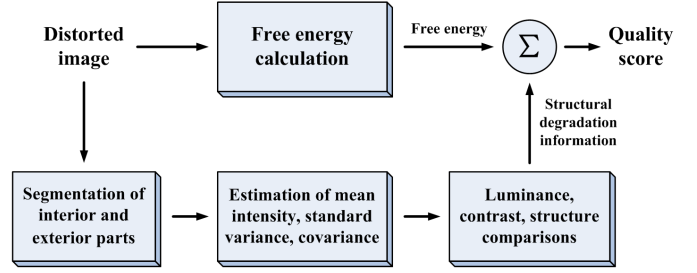 Distorted
image
Free energy
calculation
Free energy
Σ
Quality
score
Structural
degradation
information
Segmentation of
interior and
exterior parts
Estimation of mean
intensity, standard
variance, covariance
Luminance,
contrast, structure
comparisons